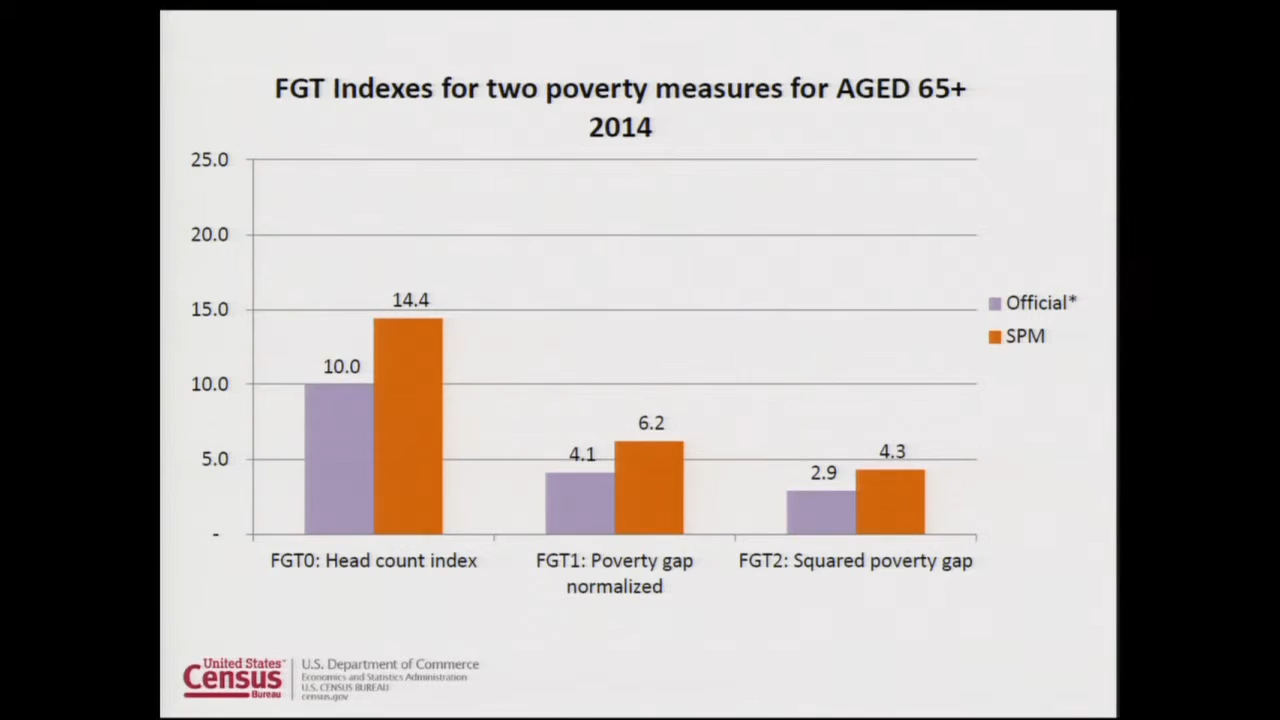 FGT Indexes for two poverty measures for AGED 65+
2014
25.0
20.0
15.0
10.0
5.0
-
14.4
10.0
6.2
4.1
4.3
2.9
Official*
SPM
FGT0: Head count index
FGT1: Poverty gap
normalized
FGT2: Squared poverty gap
United States™
Census
Bureau
U.S. Department of Commerce
Economics and Statistics Administration
U.S. CENSUS BUREAU
census.gov